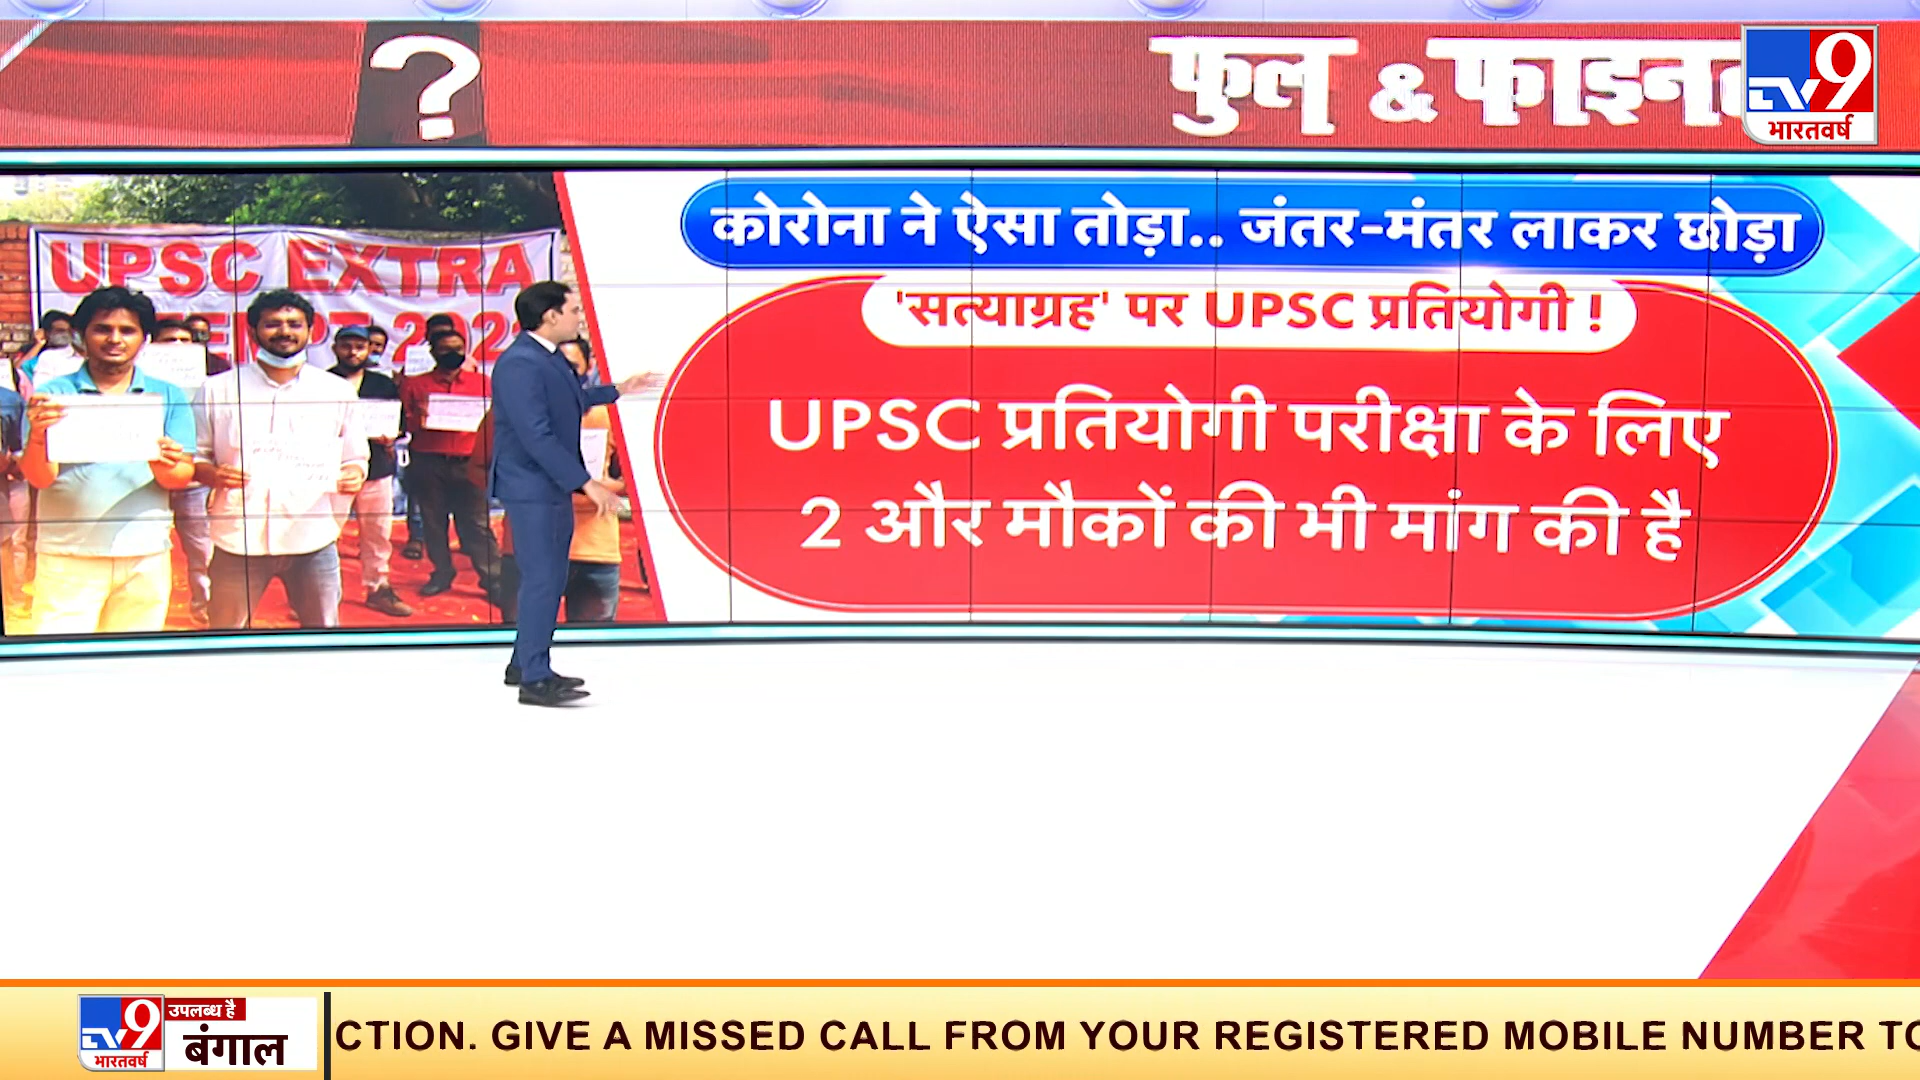 ?
फुल & फाइनल
TV9
भारतवर्ष
कोरोना ने ऐसा तोड़ा.. जंतर-मंतर लाकर छोड़ा
'सत्याग्रह' पर UPSC प्रतियोगी !
UPSC प्रतियोगी परीक्षा के लिए
2 और मौकों की भी मांग की है
UPSC EXTRA
TV9
भारतवर्ष
उपलब्ध है
बंगाल
CTION. GIVE A MISSED CALL FROM YOUR REGISTERED MOBILE NUMBER TO